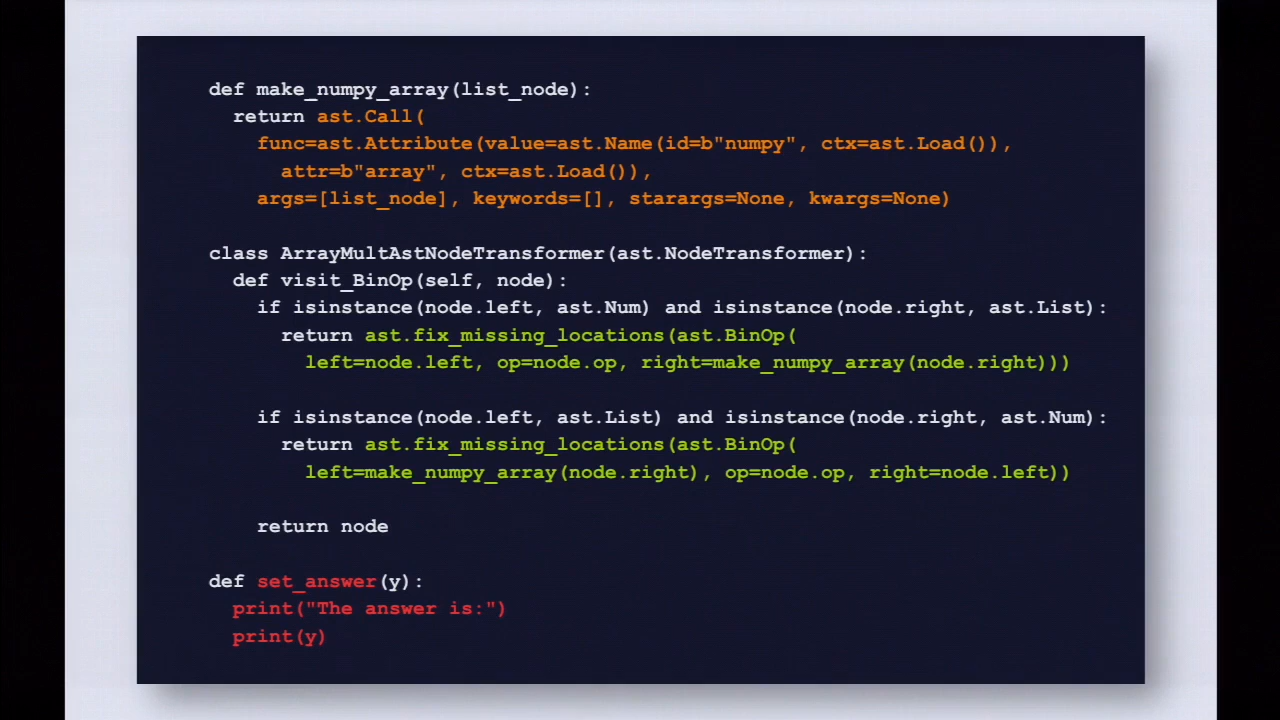 def make_numpy_array(list_node):
return ast.Call(
func=ast.Attribute(value=ast.Name(id=b"numpy", ctx=ast.Load()),
attr=b"array", ctx=ast.Load()),
args=[list_node], keywords=[], starargs=None, kwargs=None)
class ArrayMultAstNodeTransformer(ast.NodeTransformer):
def visit_BinOp(self, node):
if isinstance(node.left, ast.Num) and isinstance(node.right, ast.List):
return ast.fix_missing_locations(ast.BinOp(
left=node.left, op=node.op, right=make_numpy_array(node.right)))
if isinstance(node.left, ast.List) and isinstance(node.right, ast.Num):
return ast.fix_missing_locations(ast.BinOp(
left=make_numpy_array(node.right), op=node.op, right=node.left))
return node
def set_answer(y):
print("The answer is:")
print(y)